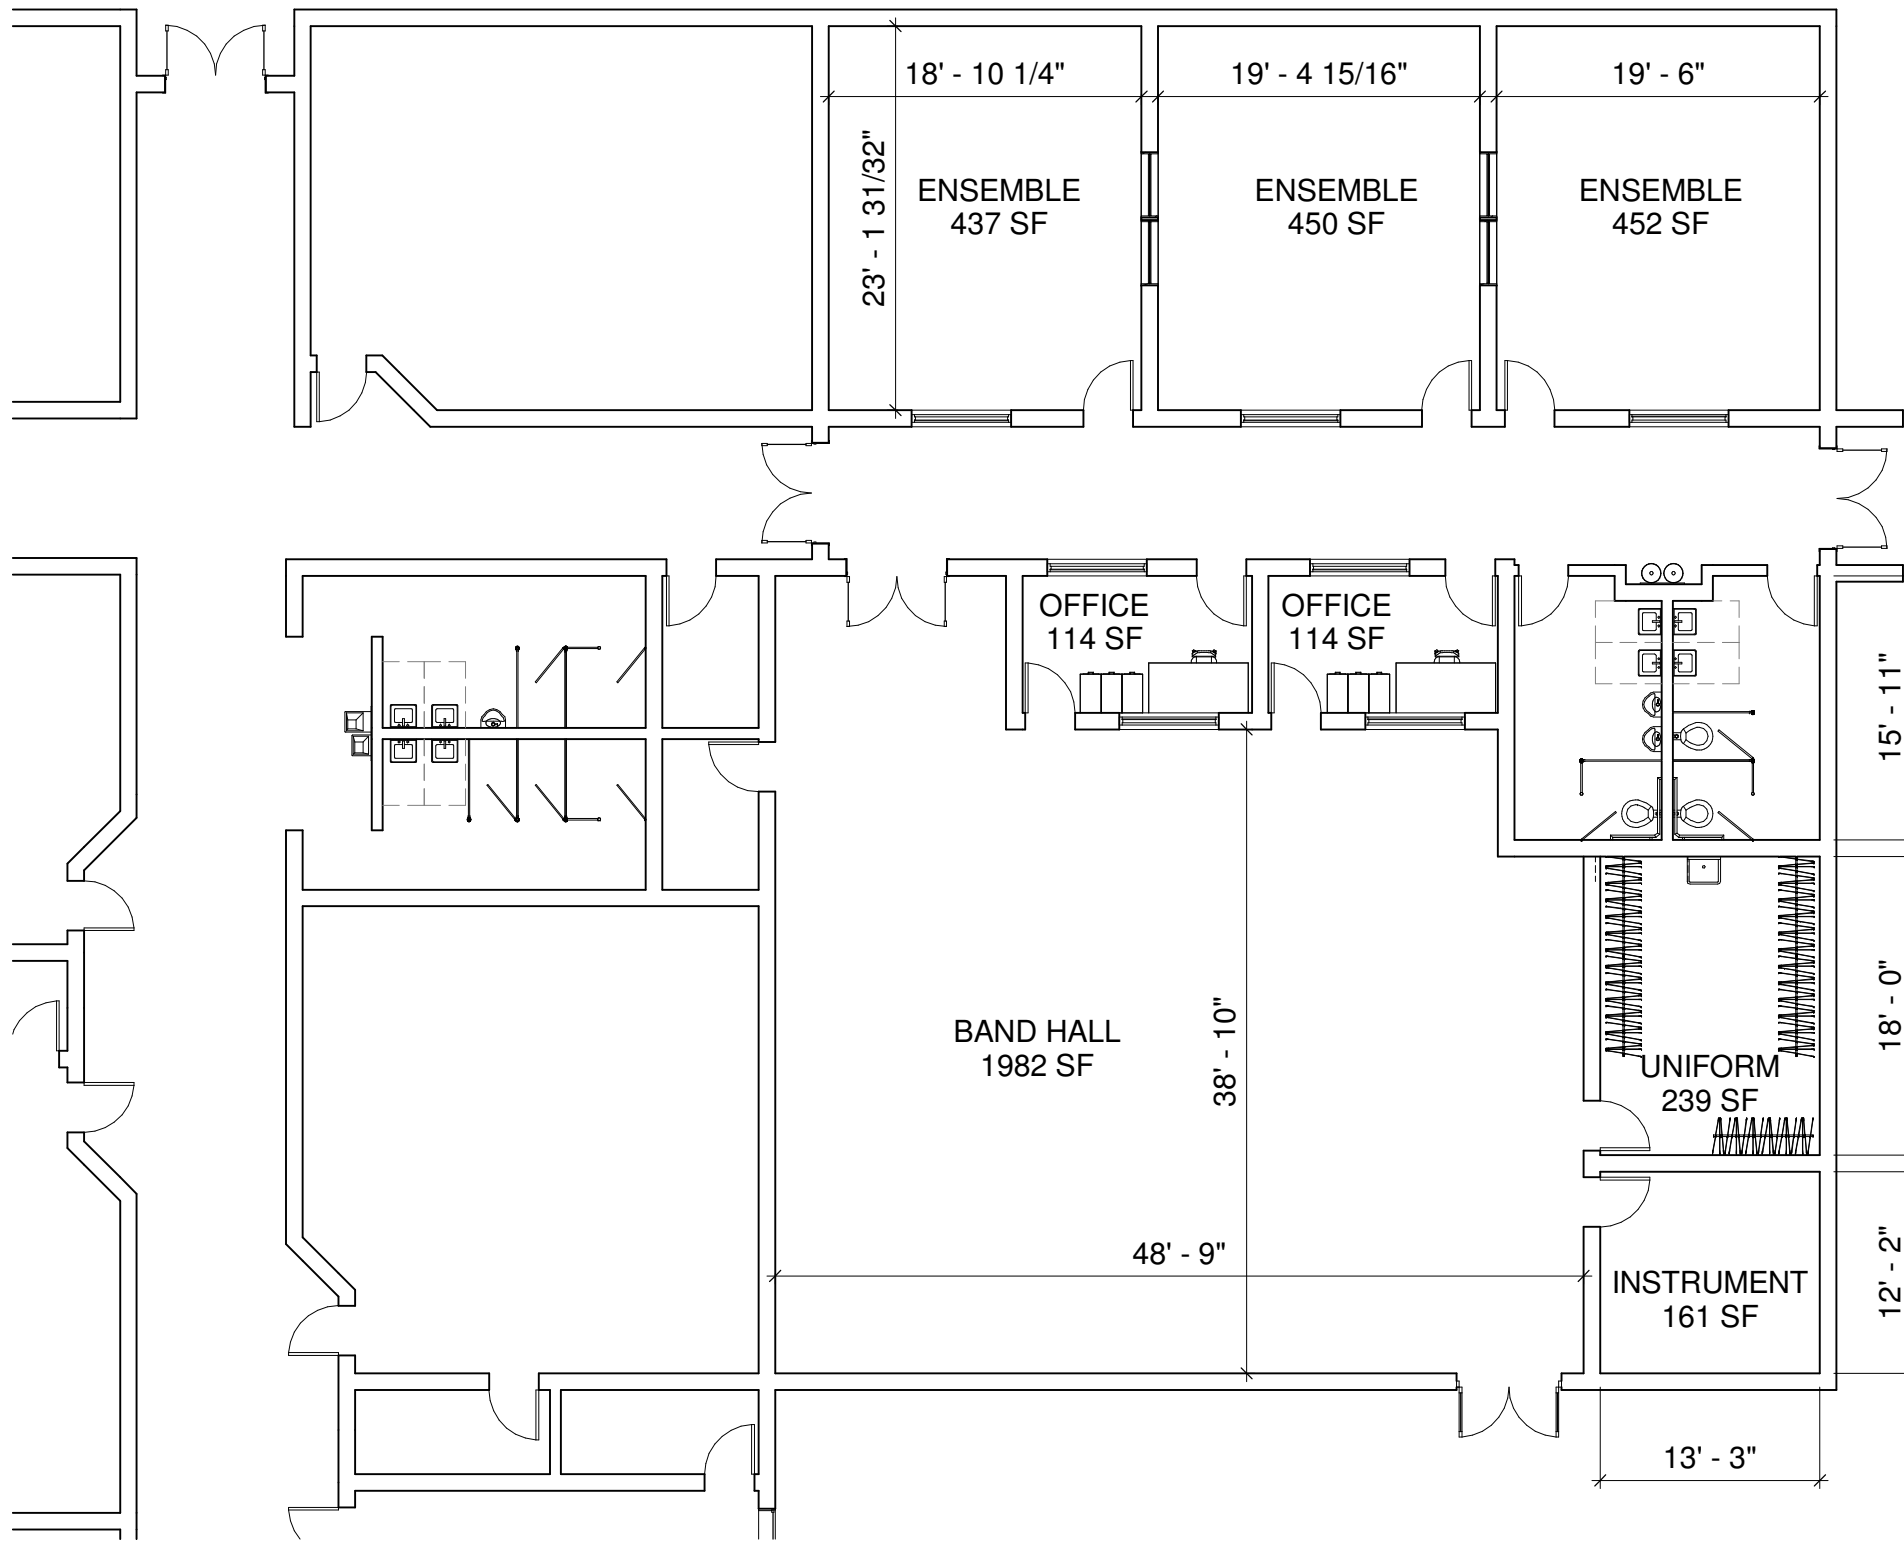 18' - 10 1/4"
19' - 4 15/16"
19' - 6"
23' - 1 31/32"
ENSEMBLE
437 SF
ENSEMBLE
450 SF
ENSEMBLE
452 SF
OFFICE
114 SF
OFFICE
114 SF
15' - 11"
BAND HALL
1982 SF
38' - 10"
18' - 0"
UNIFORM
239 SF
48' - 9"
INSTRUMENT
161 SF
12' - 2"
13' - 3"